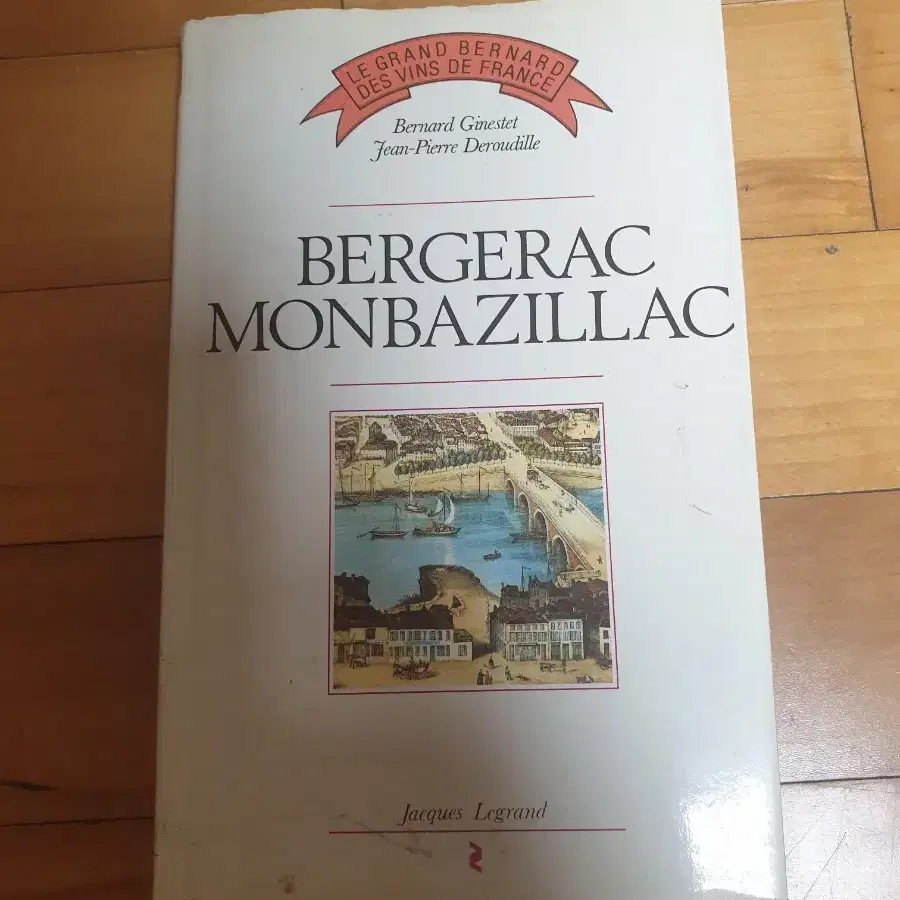 LE GRAND BERNARD
DES VINS DE FRANCE
Bernard Ginestet
Jean-Pierre Deroudille
BERGERAC
MONBAZILLAC
Jacques Legrand